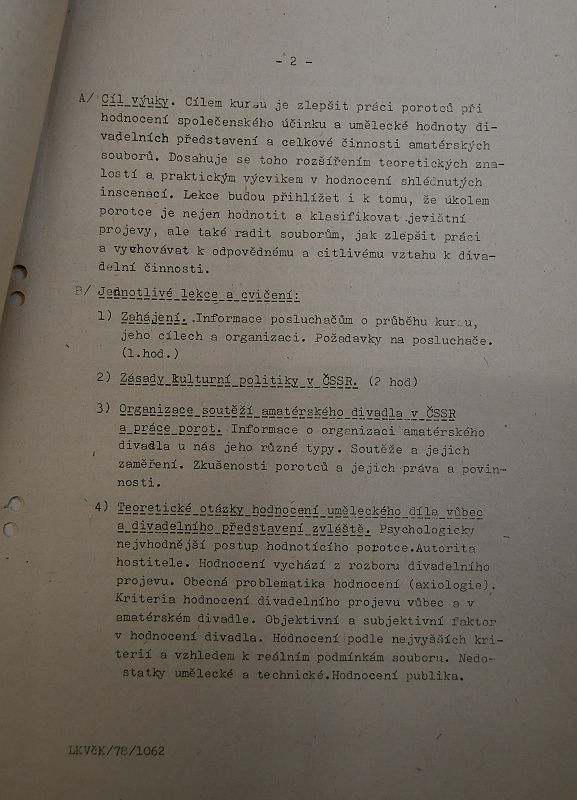 - 2 -
A/ Cíl výuky. Cílem kursu je zlepšit práci porotců při
hodnocení společenského účinku a umělecké hodnoty di-
vadelních představení a celkové činnosti amatérských
souborů. Dosahuje se toho rozšířením teoretických zna-
lostí a praktickým výcvikem v hodnocení shlédnutých
inscenací. Lekce budou přihlížet i k tomu, že úkolem
porotce je nejen hodnotit a klasifikovat jevištní
projevy, ale také radit souborům, jak zlepšit práci
a vychovávat k odpovědnému a citlivému vztahu k diva-
delní činnosti.
B/ Jednotlivé lekce a cvičení:
1) Zahájení. Informace posluchačům o průběhu kursu,
jeho cílech a organizaci. Požadavky na posluchače.
(1.hod.)
2) Zásady kulturní politiky v ČSSR. (2 hod)
3) Organizace soutěží amatérského divadla v ČSSR
a práce porot. Informace o organizaci amatérského
divadla u nás jeho různé typy. Soutěže a jejich
zaměření. Zkušenosti porotců a jejich práva a povin-
nosti.
4) Teoretické otázky hodnocení uměleckého díla vůbec
a divadelního představení zvláště. Psychologicky
nejvhodnější postup hodnotícího porotce.Autorita
hostitele. Hodnocení vychází z rozboru divadelního
projevu. Obecná problematika hodnocení (axiologie).
Kriteria hodnocení divadelního projevu vůbec a v
amatérském divadle. Objektivní a subjektivní faktor
v hodnocení divadla. Hodnocení podle nejvyšších kri-
terií a vzhledem k reálním podmínkám souboru. Nedo-
statky umělecké a technické.Hodnocení publika.
LKVčK/78/1062